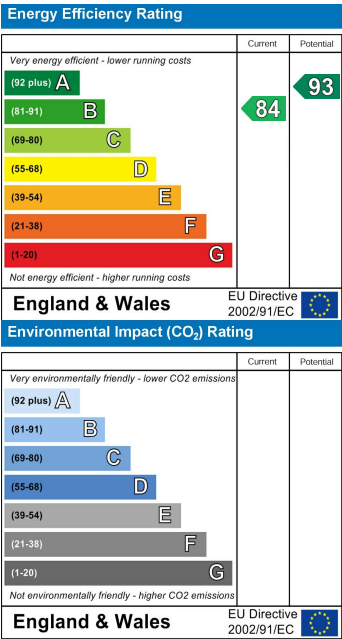 Energy Efficiency Rating
Current Potential
Very energy efficient - lower running costs
(92 plus) A
93
(81-91) B
84
(69-80) C
(55-68) D
(39-54) E
(21-38) F
(1-20) G
Not energy efficient - higher running costs
England & Wales
EU Directive
2002/91/EC
Environmental Impact (CO₂) Rating
Current Potential
Very environmentally friendly - lower CO2 emissions
(92 plus) A
(81-91) B
(69-80) C
(55-68) D
(39-54) E
(21-38) F
(1-20) G
Not environmentally friendly - higher CO2 emissions
England & Wales
EU Directive
2002/91/EC